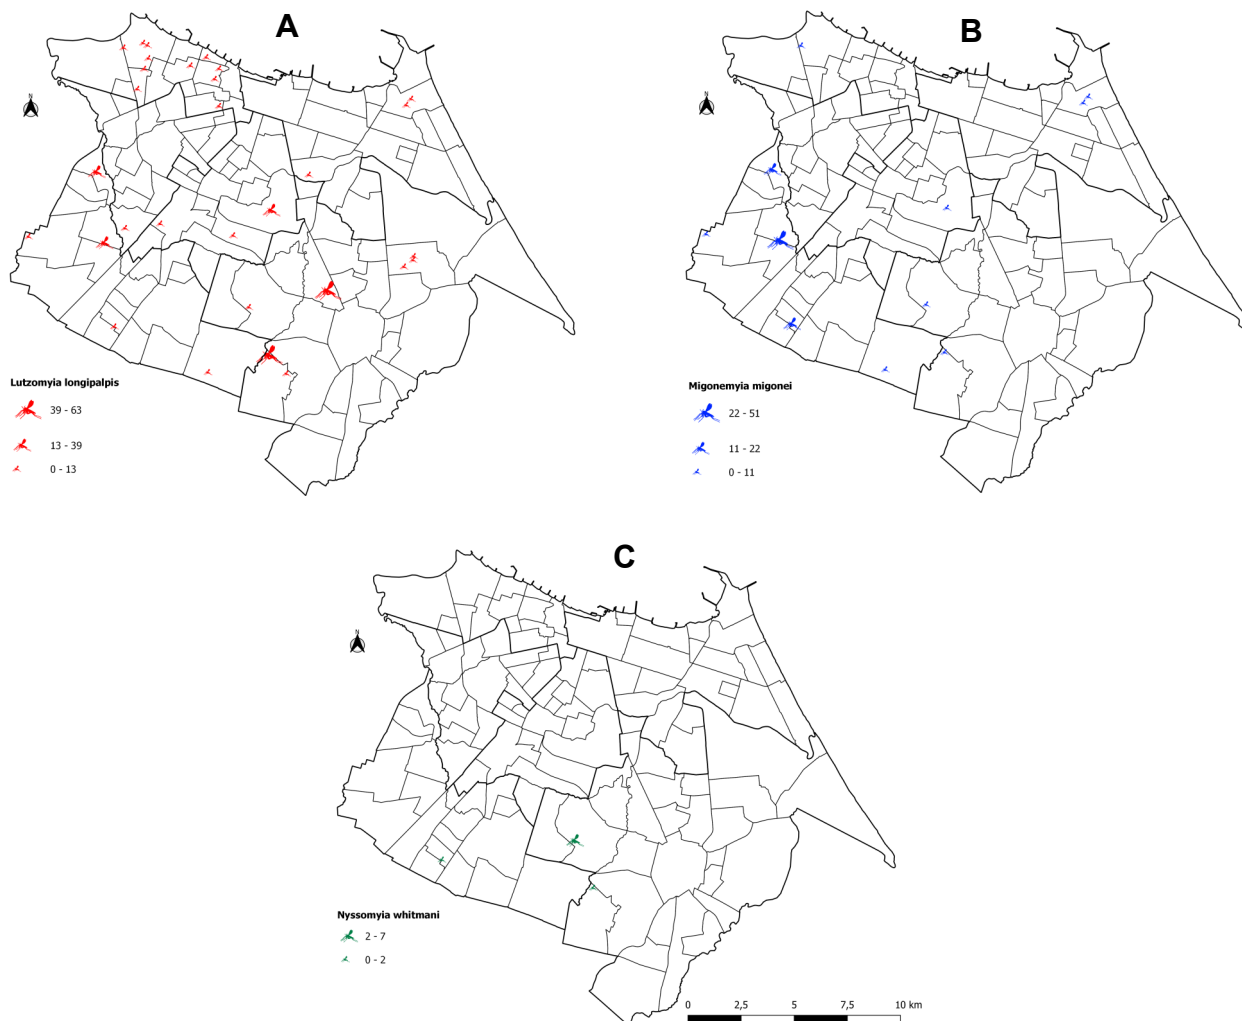 A
N
Lutzomyia longipalpis
39 - 63
13 - 39
0 - 13
B
N
Migonemyia migonei
22 - 51
11 - 22
0 - 11
C
N
Nyssomyia whitmani
2 - 7
0 - 2
0 2,5 5 7,5 10 km